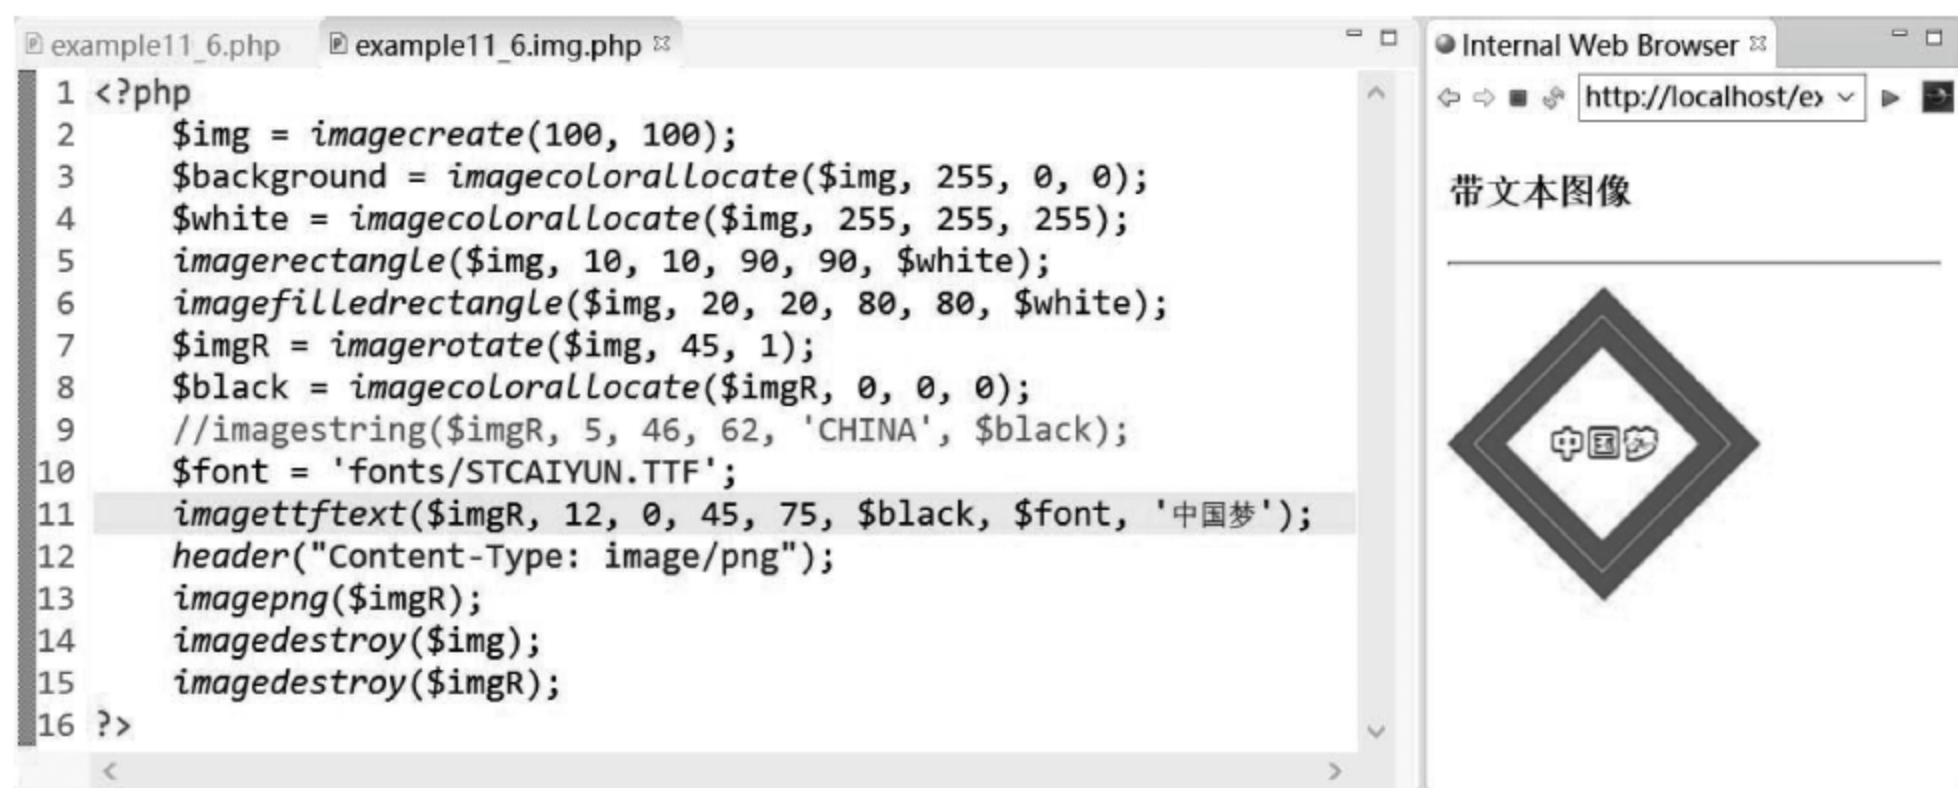 example11_6.php example11_6.img.php
1 <?php
2 $img = imagecreate(100, 100);
3 $background = imagecolorallocate($img, 255, 0, 0);
4 $white = imagecolorallocate($img, 255, 255, 255);
5 imagerectangle($img, 10, 10, 90, 90, $white);
6 imagefilledrectangle($img, 20, 20, 80, 80, $white);
7 $imgR = imagerotate($img, 45, 1);
8 $black = imagecolorallocate($imgR, 0, 0, 0);
9 //imagestring($imgR, 5, 46, 62, 'CHINA', $black);
10 $font = 'fonts/STCAIYUN.TTF';
11 imagettftext($imgR, 12, 0, 45, 75, $black, $font, '中国梦');
12 header("Content-Type: image/png");
13 imagepng($imgR);
14 imagedestroy($img);
15 imagedestroy($imgR);
16 ?>
Internal Web Browser
http://localhost/ex
带文本图像
中国梦